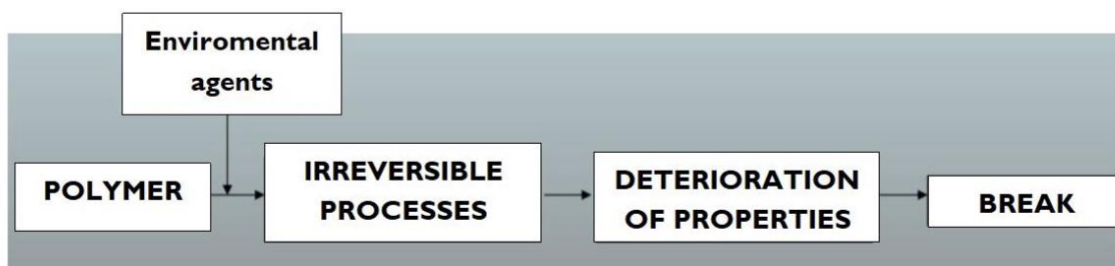 Enviromental
agents
POLYMER
IRREVERSIBLE
PROCESSES
DETERIORATION
OF PROPERTIES
BREAK